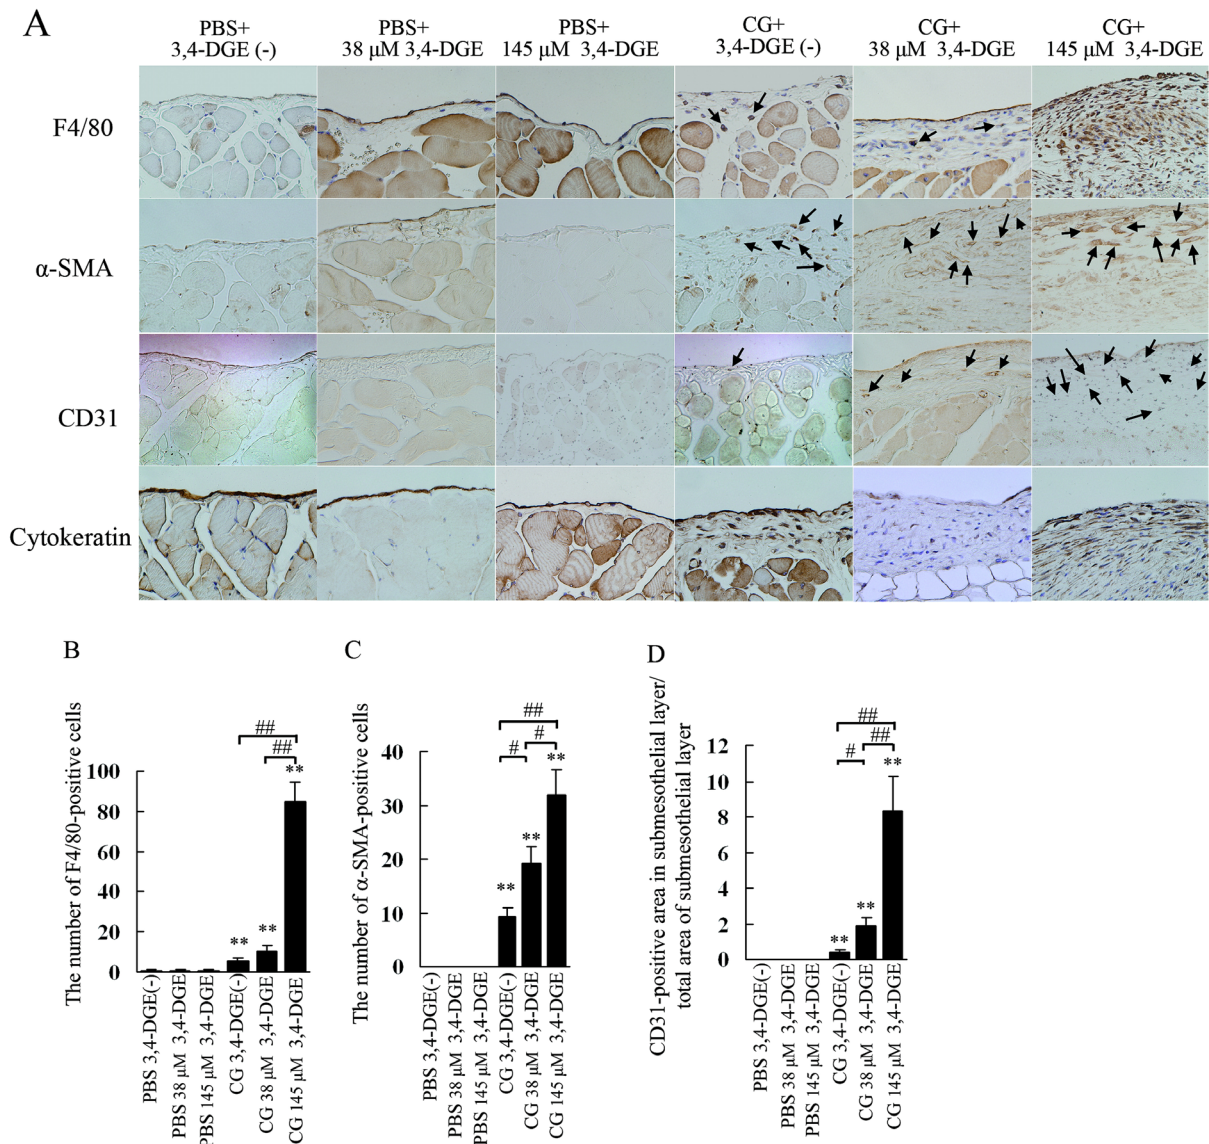 A
PBS+
3,4-DGE (-)
PBS+
38 μM 3,4-DGE
PBS+
145 μM 3,4-DGE
CG+
3,4-DGE (-)
CG+
38 μM 3,4-DGE
CG+
145 μM 3,4-DGE
F4/80
α-SMA
CD31
Cytokeratin
B
The number of F4/80-positive cells
100
80
60
40
20
0
##
##
**
**
**
PBS 3,4-DGE(-)
PBS 38 μM 3,4-DGE
PBS 145 μM 3,4-DGE
CG 3,4-DGE(-)
CG 38 μM 3,4-DGE
CG 145 μM 3,4-DGE
C
The number of α-SMA-positive cells
40
30
20
10
0
##
#
#
**
**
**
PBS 3,4-DGE(-)
PBS 38 μM 3,4-DGE
PBS 145 μM 3,4-DGE
CG 3,4-DGE(-)
CG 38 μM 3,4-DGE
CG 145 μM 3,4-DGE
D
CD31-positive area in submesothelial layer/
total area of submesothelial layer
12
10
8
6
4
2
0
##
##
#
**
**
**
PBS 3,4-DGE(-)
PBS 38 μM 3,4-DGE
PBS 145 μM 3,4-DGE
CG 3,4-DGE(-)
CG 38 μM 3,4-DGE
CG 145 μM 3,4-DGE